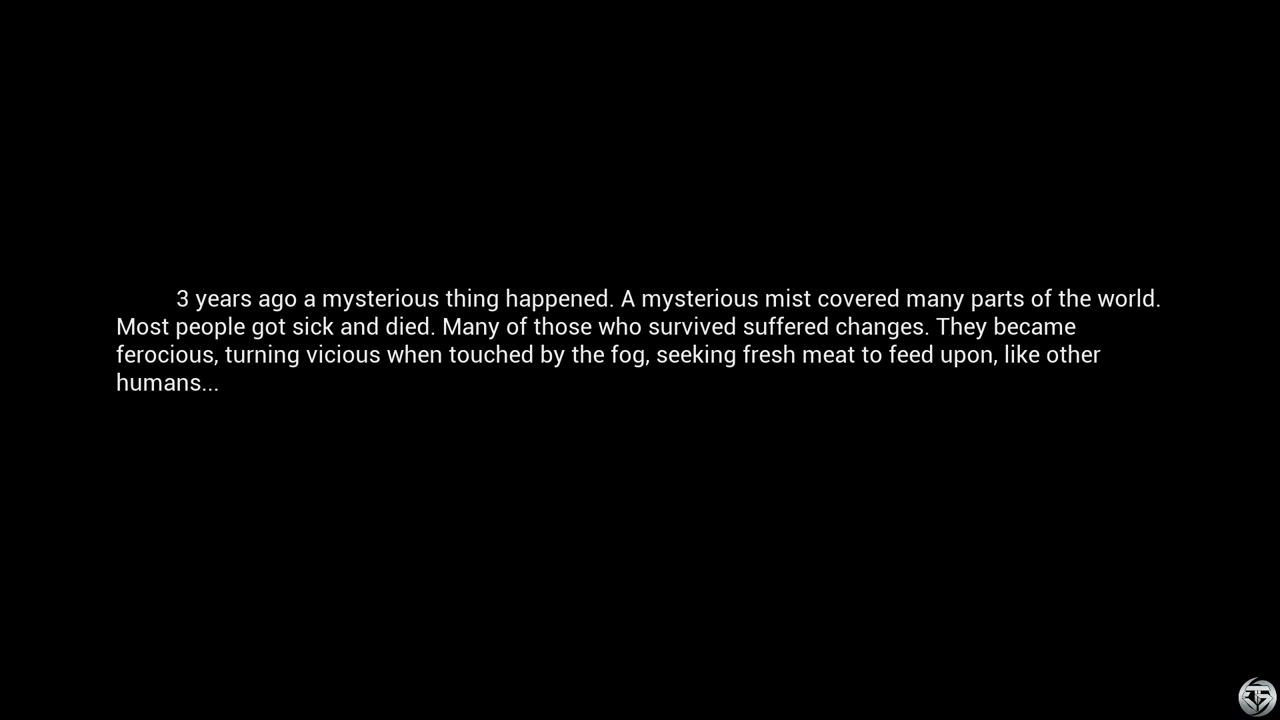 3 years ago a mysterious thing happened. A mysterious mist covered many parts of the world.
Most people got sick and died. Many of those who survived suffered changes. They became
ferocious, turning vicious when touched by the fog, seeking fresh meat to feed upon, like other
humans...